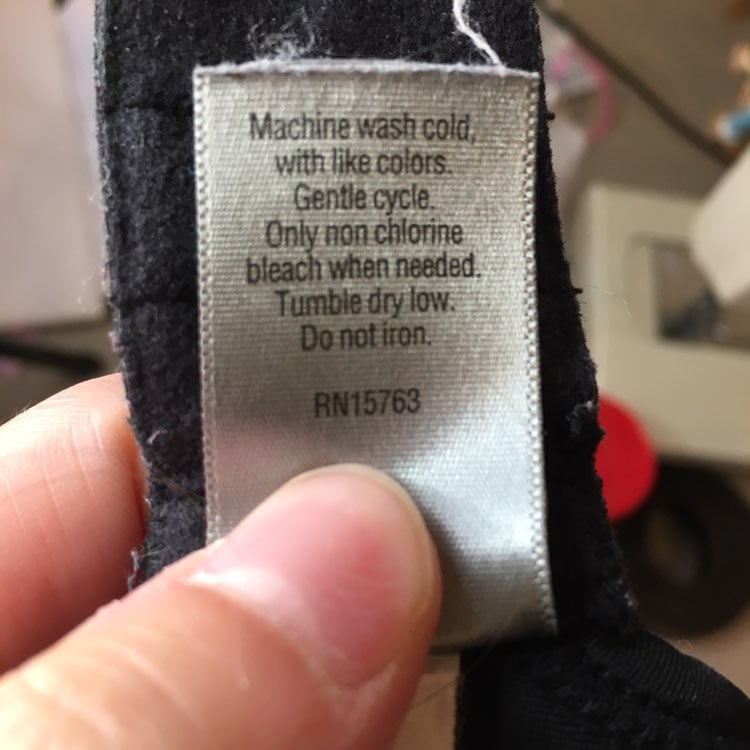 Machine wash cold,
with like colors.
Gentle cycle.
Only non chlorine
bleach when needed.
Tumble dry low.
Do not iron.
RN15763